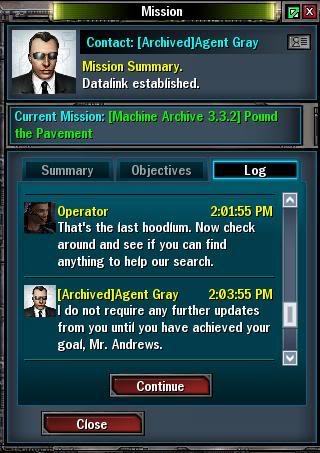 Mission
Contact: [Archived]Agent Gray
Mission Summary.
Datalink established.
Current Mission: [Machine Archive 3.3.2] Pound
the Pavement
Summary
Objectives
Log
Operator 2:01:55 PM
That's the last hoodlum. Now check
around and see if you can find
anything to help our search.
[Archived]Agent Gray 2:03:55 PM
I do not require any further updates
from you until you have achieved your
goal, Mr. Andrews.
Continue
Close